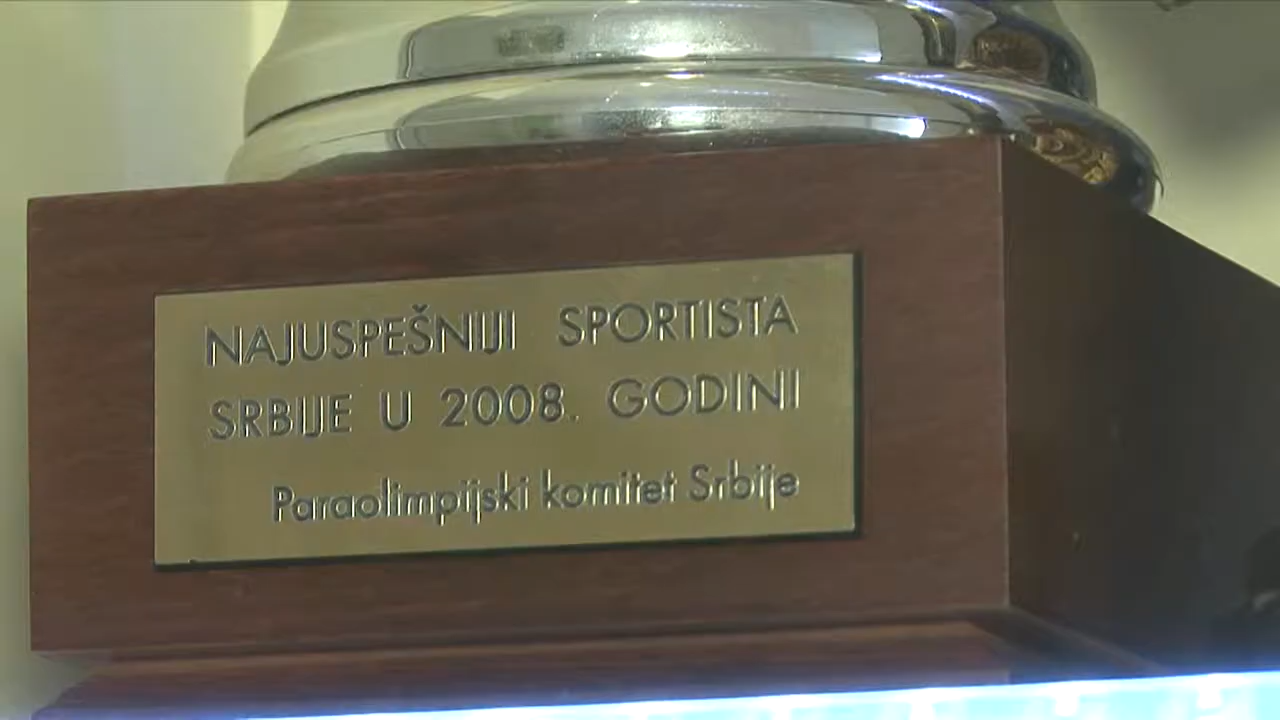 NAJUSPEŠNIJI SPORTISTA
SRBIJE U 2008. GODINI
Paraolimpijski komitet Srbije